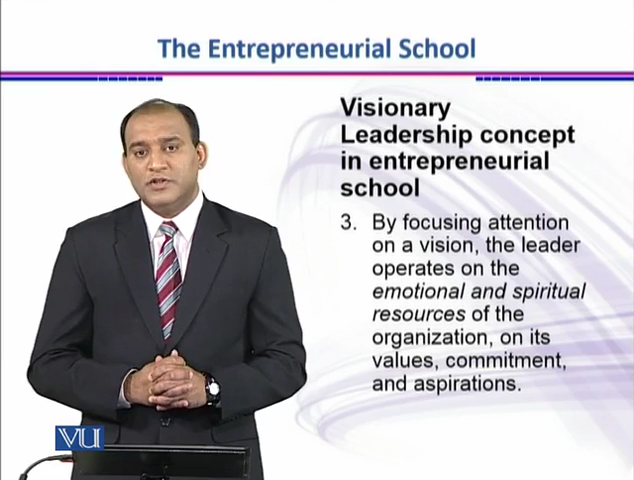 The Entrepreneurial School
Visionary
Leadership concept
in entrepreneurial
school
3. By focusing attention
on a vision, the leader
operates on the
emotional and spiritual
resources of the
organization, on its
values, commitment,
and aspirations.
VU